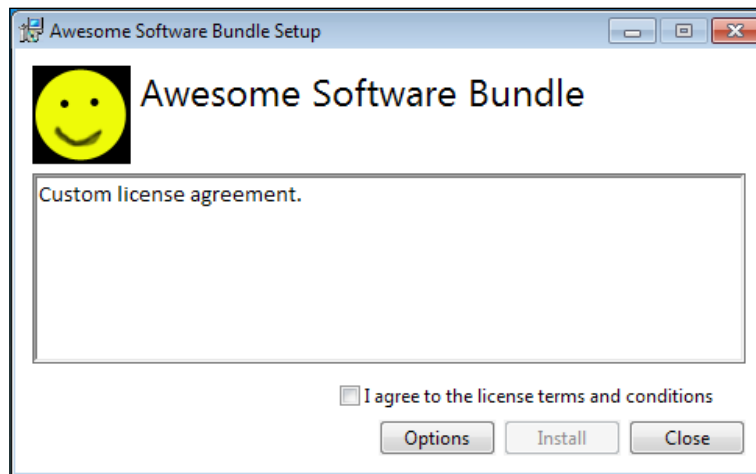 Awesome Software Bundle Setup
Awesome Software Bundle
Custom license agreement.
I agree to the license terms and conditions
Options Install Close